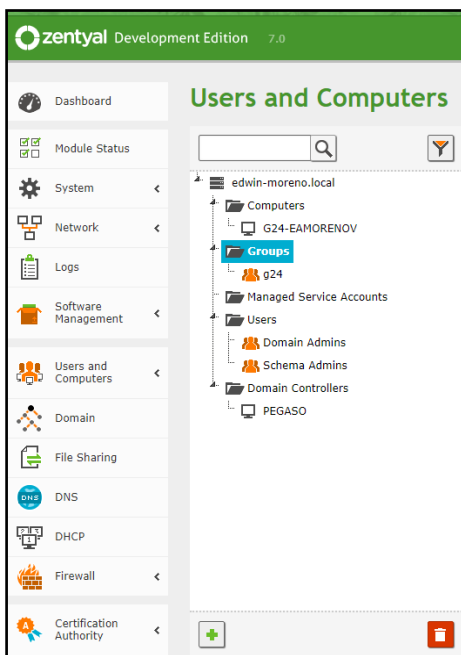 zentyal Development Edition 7.0
Users and Computers
Dashboard
Module Status
System
Network
Logs
Software
Management
Users and
Computers
Domain
File Sharing
DNS
DNS
DHCP
Firewall
Certification
Authority
edwin-moreno.local
Computers
G24-EAMORENOV
Groups
g24
Managed Service Accounts
Users
Domain Admins
Schema Admins
Domain Controllers
PEGASO